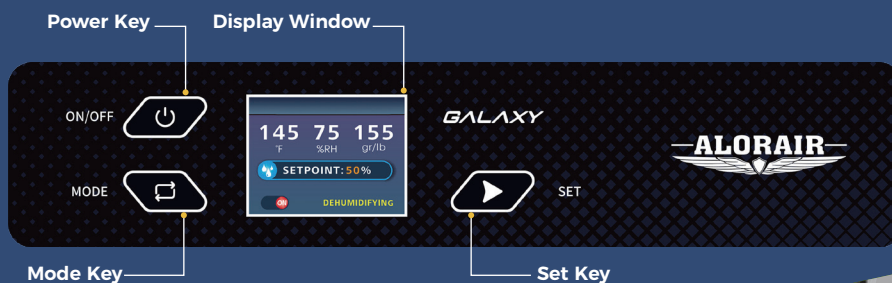 Power Key
Display Window
ON/OFF
145 75 155
°F %RH gr/lb
SETPOINT:50%
ON
DEHUMIDIFYING
GALAXY
ALORAIR
MODE
SET
Mode Key
Set Key